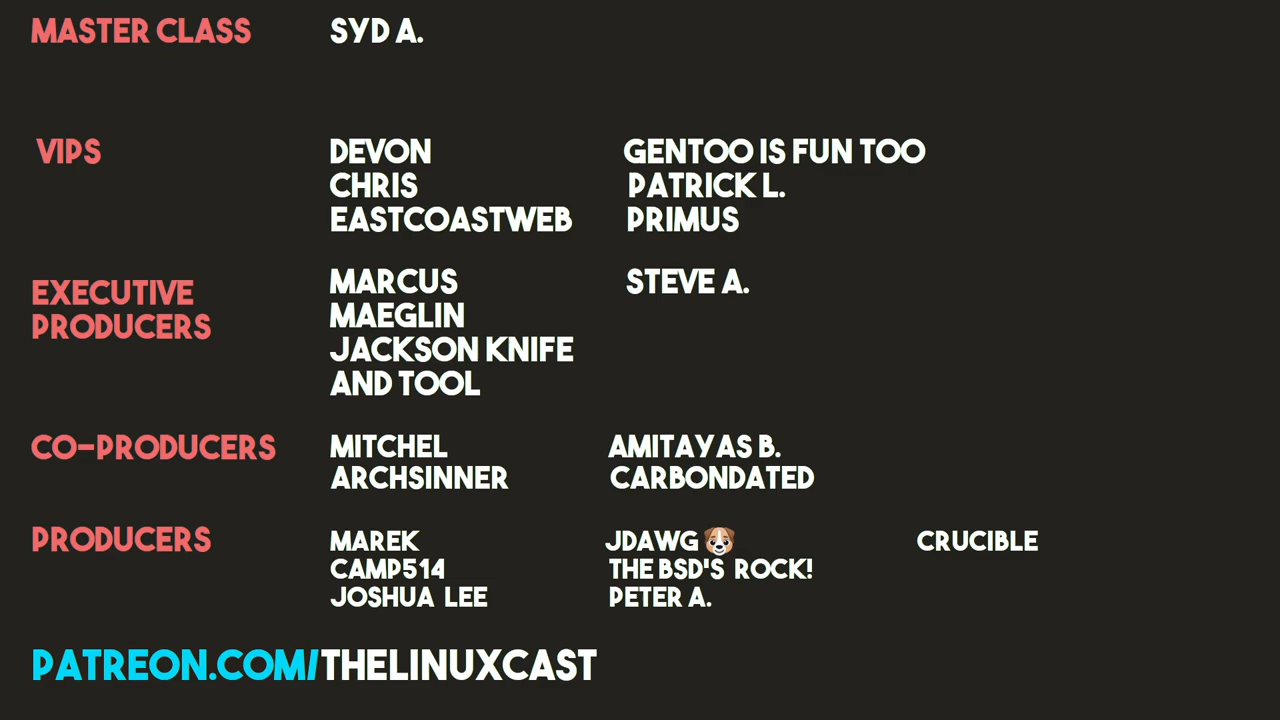 MASTER CLASS SYD A.
VIPS DEVON GENTOO IS FUN TOO
CHRIS PATRICK L.
EASTCOASTWEB PRIMUS
EXECUTIVE PRODUCERS
MARCUS STEVE A.
MAEGLIN
JACKSON KNIFE
AND TOOL
CO-PRODUCERS MITCHEL AMITAYAS B.
ARCHSINNER CARBONDATED
PRODUCERS MAREK JDAWG🐶 CRUCIBLE
CAMP514 THE BSD'S ROCK!
JOSHUA LEE PETER A.
PATREON.COM/THELINUXCAST